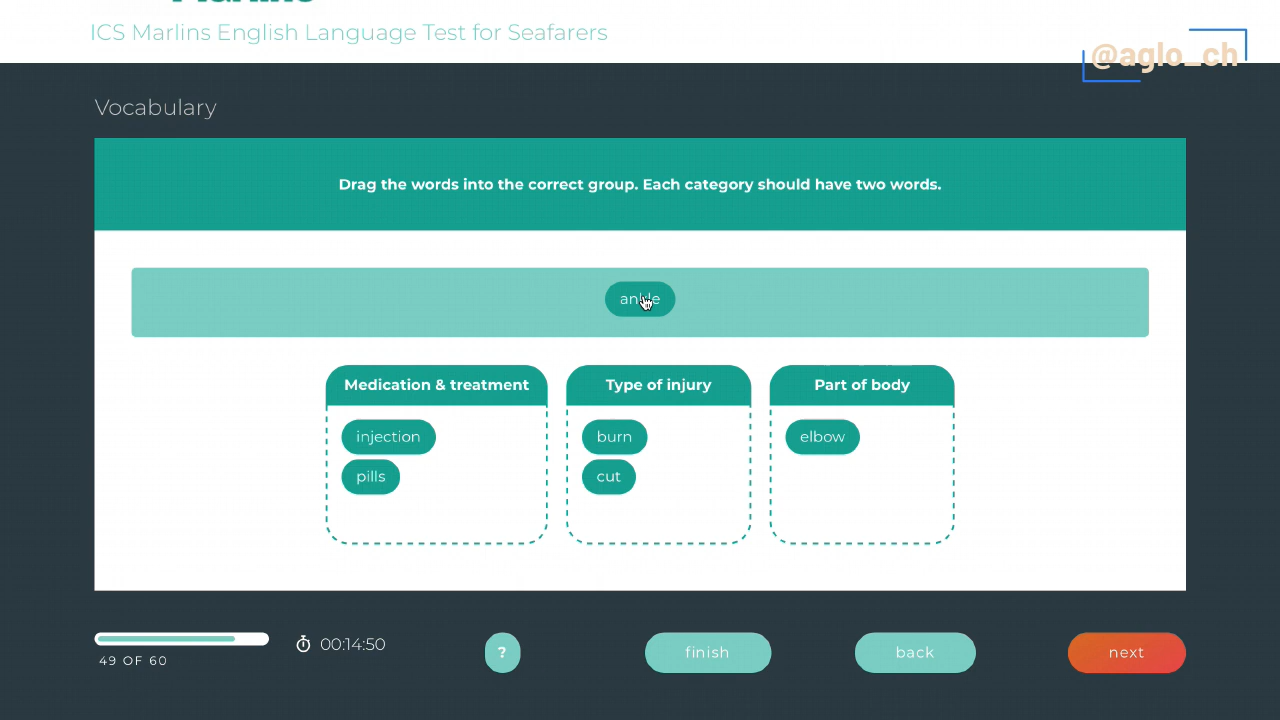 ICS Marlins English Language Test for Seafarers
@aglo_ch
Vocabulary
Drag the words into the correct group. Each category should have two words.
ankle
Medication & treatment
injection
pills
Type of injury
burn
cut
Part of body
elbow
49 OF 60
00:14:50
?
finish
back
next